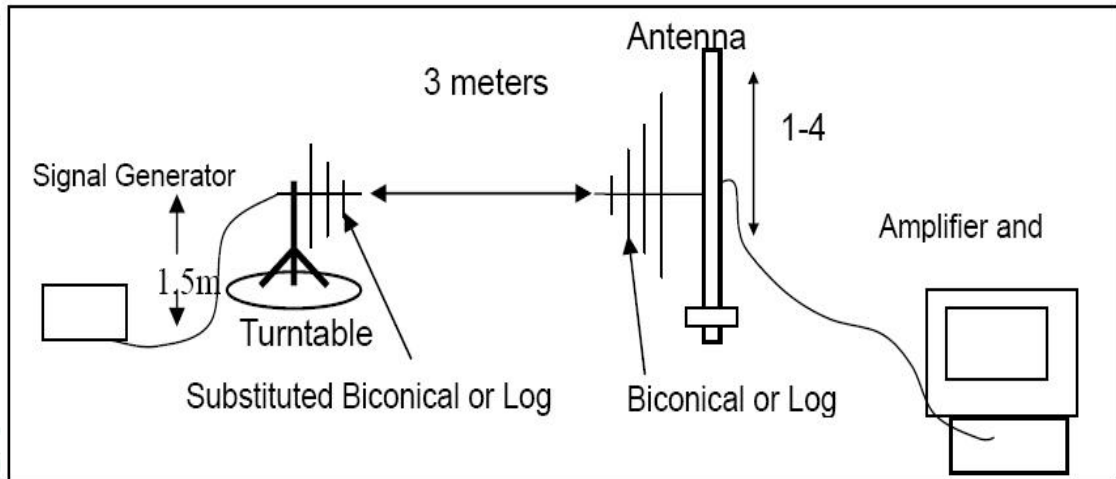 Antenna
3 meters
1-4
Signal Generator
Amplifier and
1.5m
Turntable
Substituted Biconical or Log
Biconical or Log